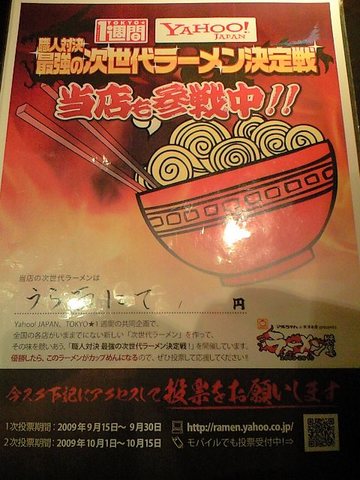 TOKYO★
1週間
YAHOO!
JAPAN
職人対決
最強の次世代ラーメン決定戦
当店も参戦中!!
当店の次世代ラーメンは
うら面にて 円
Yahoo! JAPAN、TOKYO★1週間の共同企画で、
全国の各店がいままでにない新しい「次世代ラーメン」を作って、
その味を競いあう、「職人対決 最強の次世代ラーメン決定戦!」を開催しています。
優勝したら、このラーメンがカップめんになるので、ぜひ投票して応援してください!!
マルちゃん
presents
今スグ下記にアクセスして投票をお願いします
1次投票期間:2009年9月15日〜9月30日
http://ramen.yahoo.co.jp/
2次投票期間:2009年10月1日〜10月15日
モバイルでも投票受付中!⇒